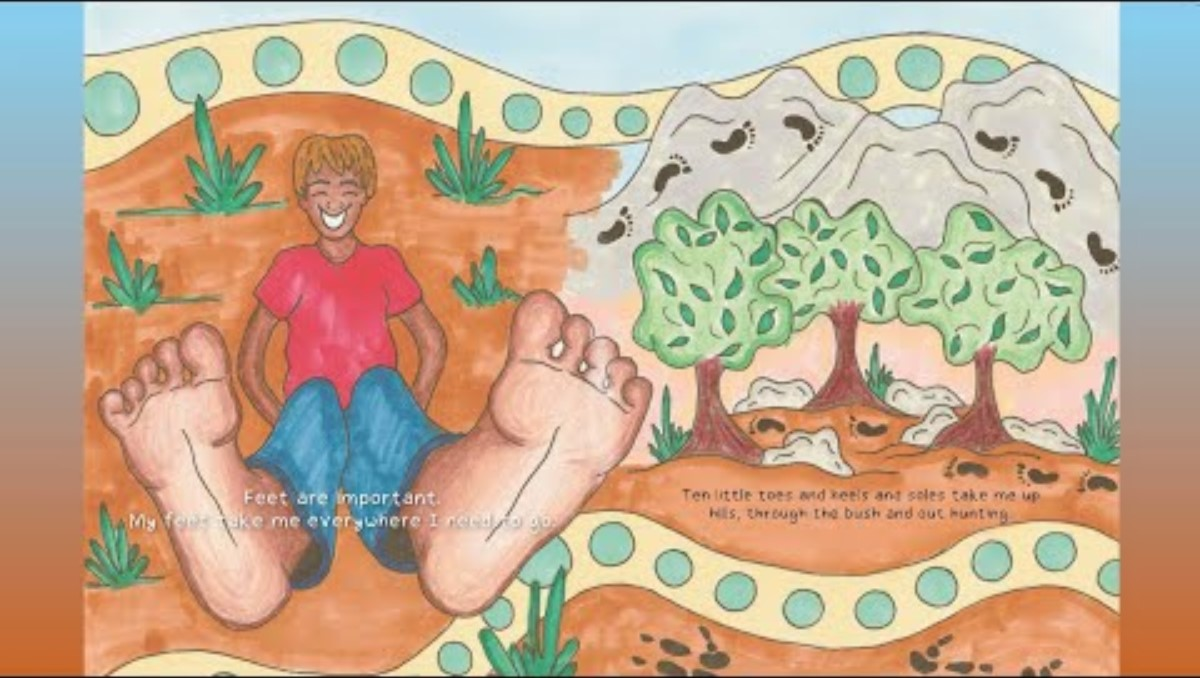 Feet are important.
My feet take me everywhere I need to go.
Ten little toes and heels and soles take me up
hills, through the bush and out hunting.